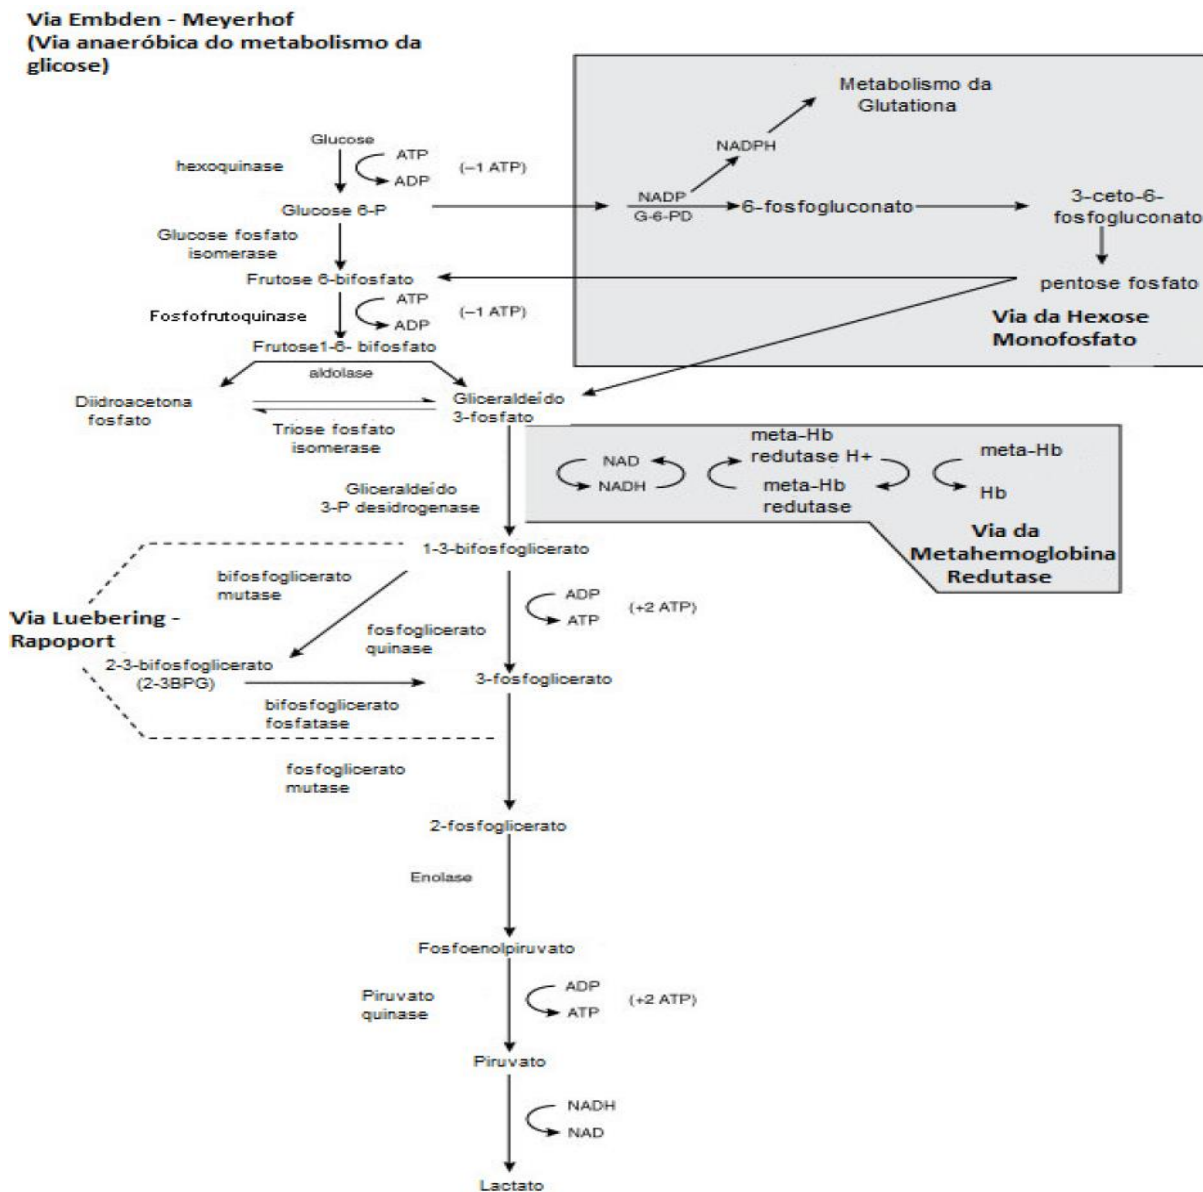 Via Embden - Meyerhof
(Via anaeróbica do metabolismo da
glicose)
Metabolismo da
Glutationa
NADPH
Glucose
hexoquinase
ATP
ADP
(–1 ATP)
Glucose 6-P
NADP
G-6-PD
6-fosfogluconato
3-ceto-6-
fosfogluconato
Glucose fosfato
isomerase
Frutose 6-bifosfato
pentose fosfato
Via da Hexose
Monofosfato
Fosfofrutoquinase
ATP
ADP
(–1 ATP)
Frutose1-6- bifosfato
aldolase
Diidroacetona
fosfato
Gliceraldeído
3-fosfato
Triose fosfato
isomerase
NAD
NADH
meta-Hb
redutase H+
meta-Hb
redutase
meta-Hb
Hb
Via da
Metahemoglobina
Redutase
Gliceraldeído
3-P desidrogenase
1-3-bifosfoglicerato
bifosfoglicerato
mutase
ADP
ATP
(+2 ATP)
Via Luebering -
Rapoport
fosfoglicerato
quinase
2-3-bifosfoglicerato
(2-3BPG)
3-fosfoglicerato
bifosfoglicerato
fosfatase
fosfoglicerato
mutase
2-fosfoglicerato
Enolase
Fosfoenolpiruvato
Piruvato
quinase
ADP
ATP
(+2 ATP)
Piruvato
NADH
NAD
Lactato